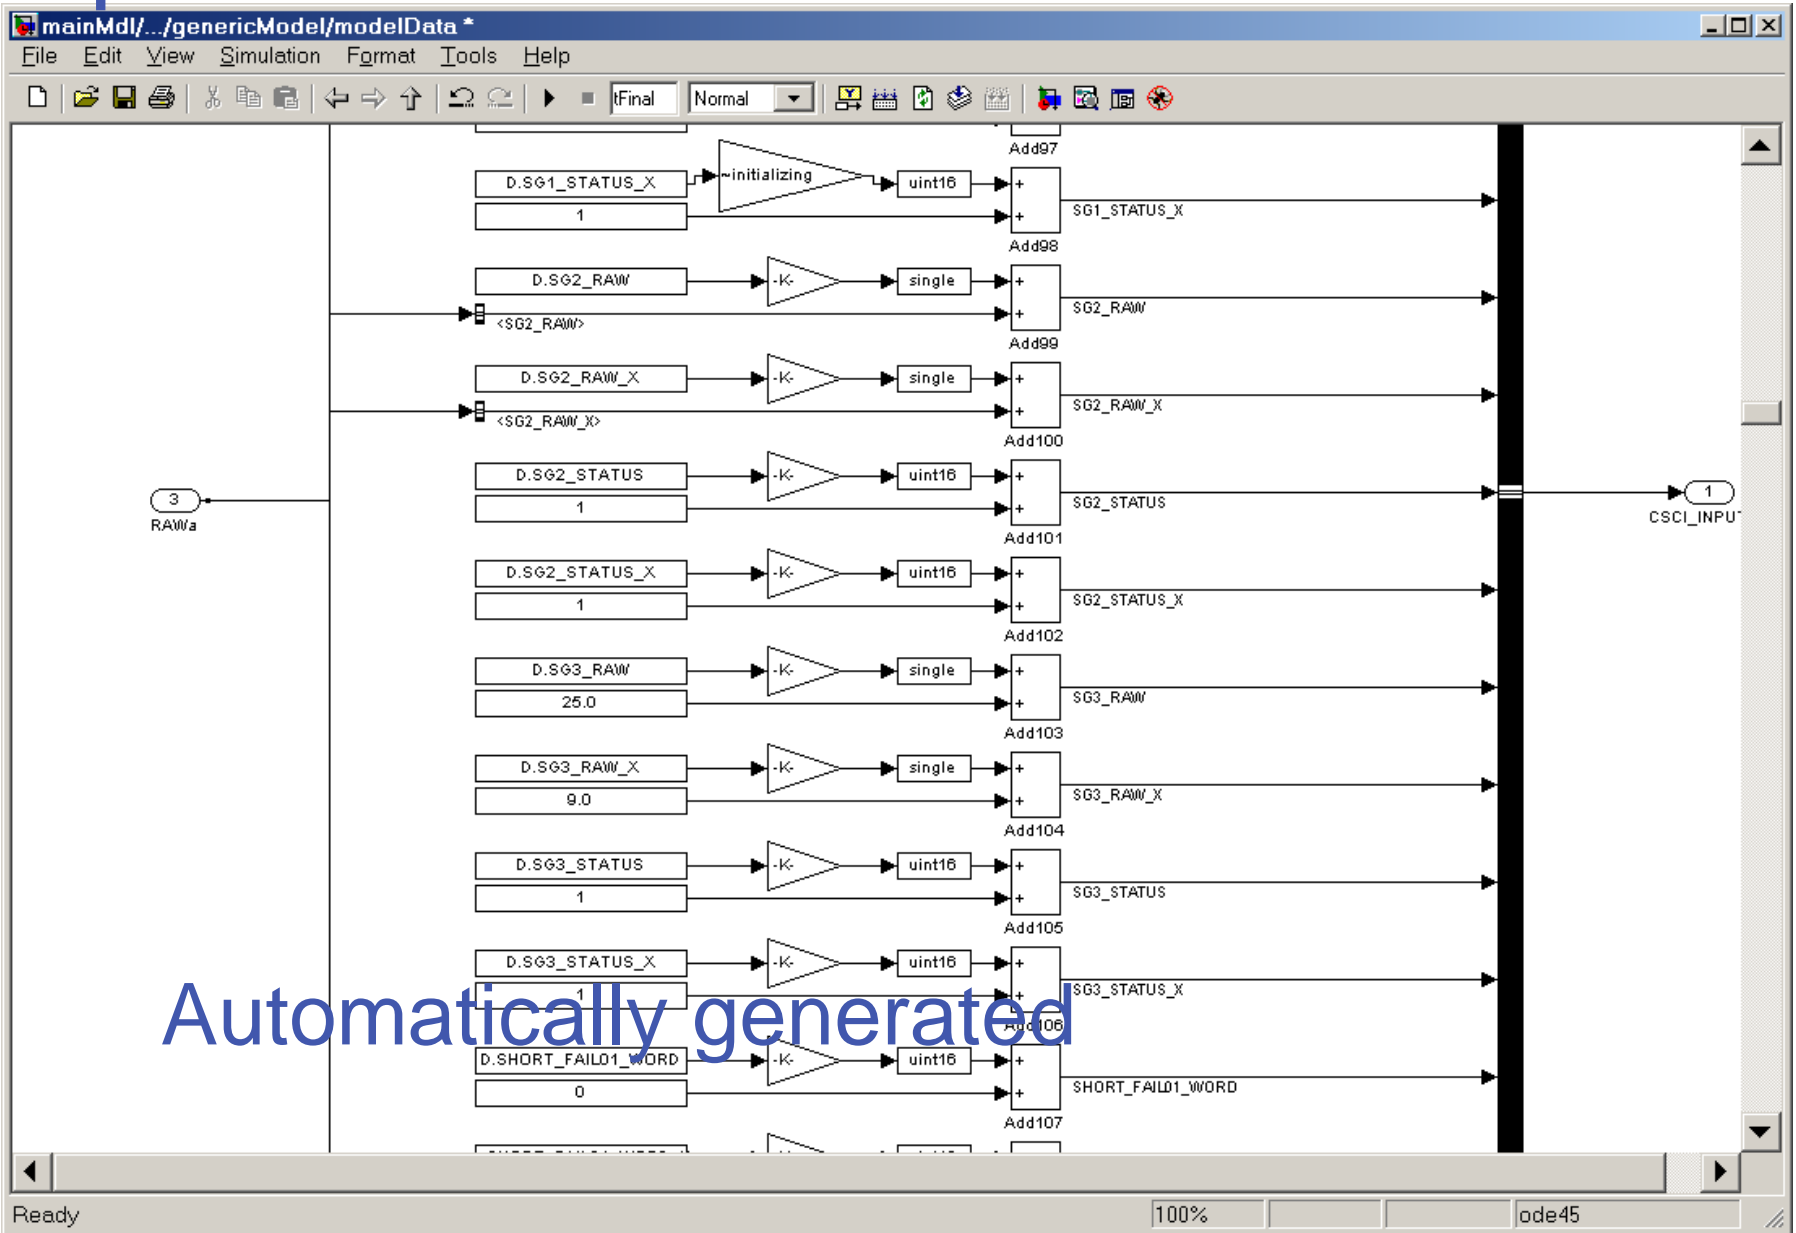 mainMdl/.../genericModel/modelData *
File Edit View Simulation Format Tools Help
tFinal Normal
Add97
D.SG1_STATUS_X ~initializing uint16 +
1 + SG1_STATUS_X
Add98
D.SG2_RAW -K- single +
<SG2_RAW> + SG2_RAW
Add99
D.SG2_RAW_X -K- single +
<SG2_RAW_X> + SG2_RAW_X
Add100
D.SG2_STATUS -K- uint16 +
3 1 + SG2_STATUS 1
RAWa CSCI_INPU
Add101
D.SG2_STATUS_X -K- uint16 +
1 + SG2_STATUS_X
Add102
D.SG3_RAW -K- single +
25.0 + SG3_RAW
Add103
D.SG3_RAW_X -K- single +
9.0 + SG3_RAW_X
Add104
D.SG3_STATUS -K- uint16 +
1 + SG3_STATUS
Add105
D.SG3_STATUS_X -K- uint16 +
1 + SG3_STATUS_X
Automatically generated
Add106
D.SHORT_FAIL01_WORD -K- uint16 +
0 + SHORT_FAIL01_WORD
Add107
Ready 100% ode45